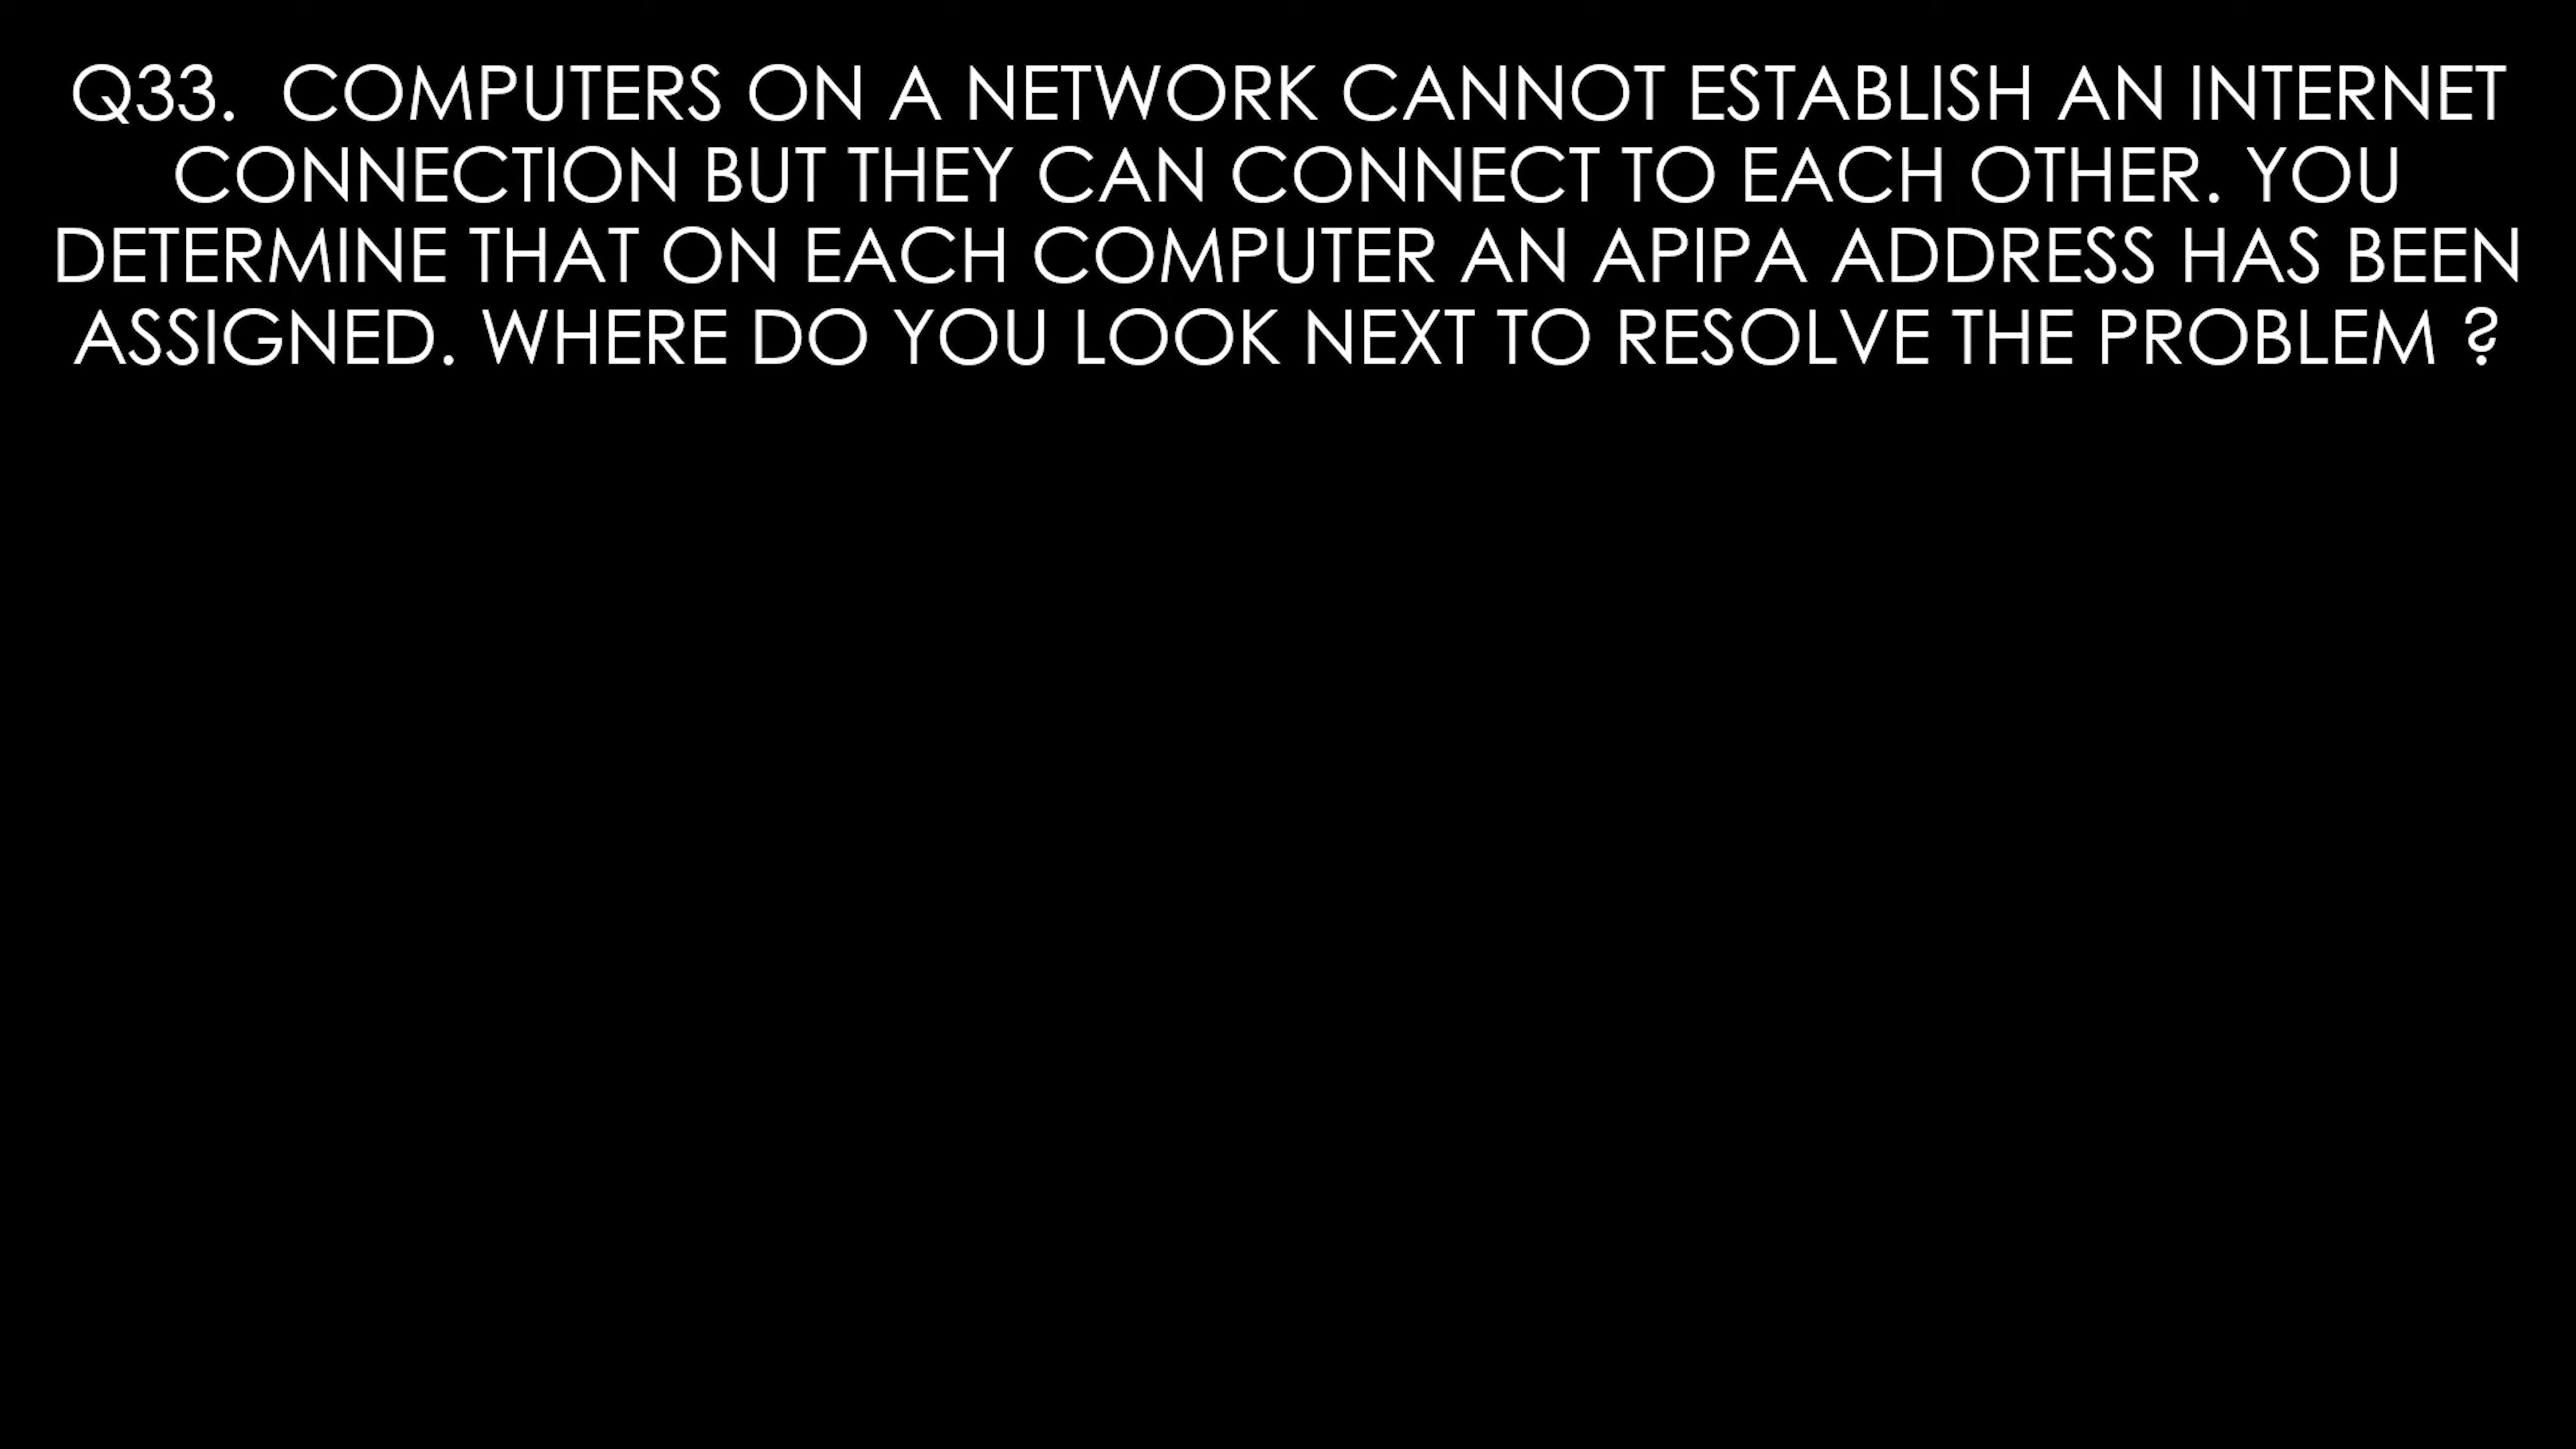 Q33.  COMPUTERS ON A NETWORK CANNOT ESTABLISH AN INTERNET
CONNECTION BUT THEY CAN CONNECT TO EACH OTHER. YOU
DETERMINE THAT ON EACH COMPUTER AN APIPA ADDRESS HAS BEEN
ASSIGNED. WHERE DO YOU LOOK NEXT TO RESOLVE THE PROBLEM ?